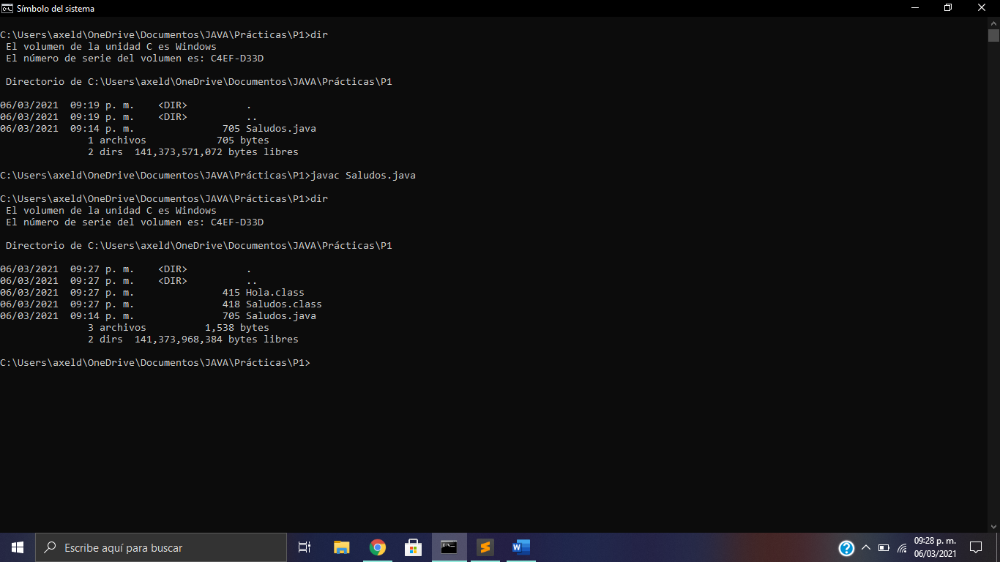 Símbolo del sistema
C:\Users\axeld\OneDrive\Documentos\JAVA\Prácticas\P1>dir
 El volumen de la unidad C es Windows
 El número de serie del volumen es: C4EF-D33D
 Directorio de C:\Users\axeld\OneDrive\Documentos\JAVA\Prácticas\P1
06/03/2021  09:19 p. m.    <DIR>          .
06/03/2021  09:19 p. m.    <DIR>          ..
06/03/2021  09:14 p. m.               705 Saludos.java
               1 archivos            705 bytes
               2 dirs  141,373,571,072 bytes libres
C:\Users\axeld\OneDrive\Documentos\JAVA\Prácticas\P1>javac Saludos.java
C:\Users\axeld\OneDrive\Documentos\JAVA\Prácticas\P1>dir
 El volumen de la unidad C es Windows
 El número de serie del volumen es: C4EF-D33D
 Directorio de C:\Users\axeld\OneDrive\Documentos\JAVA\Prácticas\P1
06/03/2021  09:27 p. m.    <DIR>          .
06/03/2021  09:27 p. m.    <DIR>          ..
06/03/2021  09:27 p. m.               415 Hola.class
06/03/2021  09:27 p. m.               418 Saludos.class
06/03/2021  09:14 p. m.               705 Saludos.java
               3 archivos          1,538 bytes
               2 dirs  141,373,968,384 bytes libres
C:\Users\axeld\OneDrive\Documentos\JAVA\Prácticas\P1>
Escribe aquí para buscar
09:28 p. m.
06/03/2021